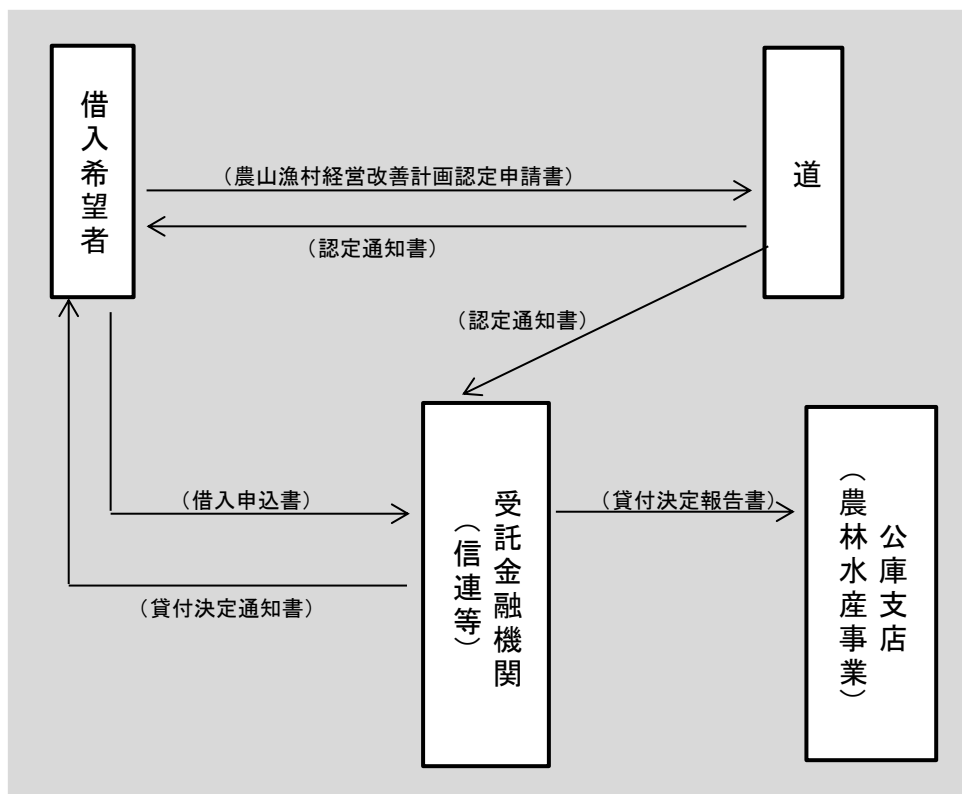 借入希望者
道
（農山漁村経営改善計画認定申請書）
（認定通知書）
（認定通知書）
（借入申込書）
（貸付決定通知書）
受託金融機関
（信連等）
（貸付決定報告書）
公庫支店
（農林水産事業）